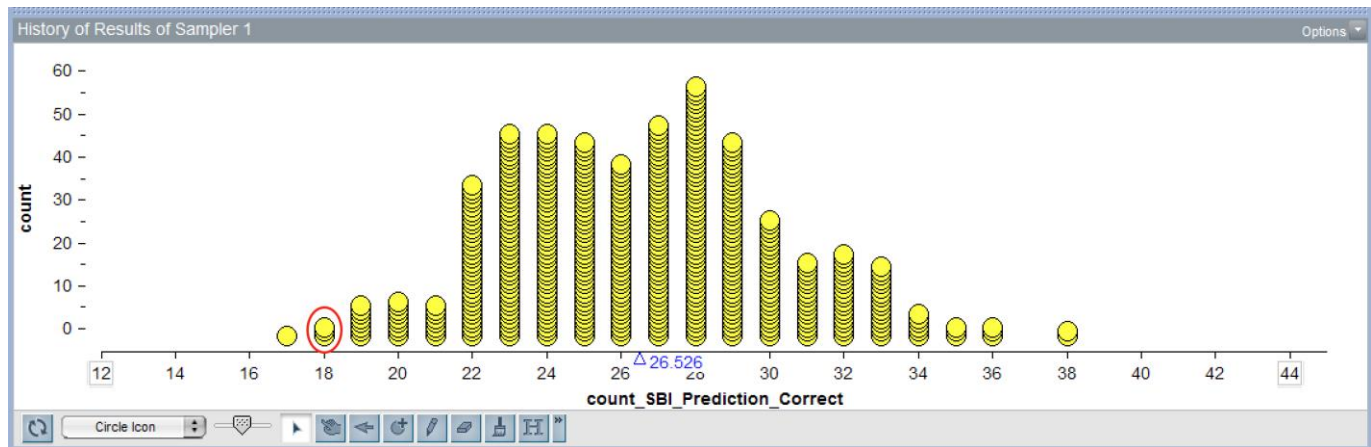 History of Results of Sampler 1
Options
60
50
40
30
20
10
0
count
26.526
12 14 16 18 20 22 24 26 28 30 32 34 36 38 40 42 44
count_SBI_Prediction_Correct
Circle Icon